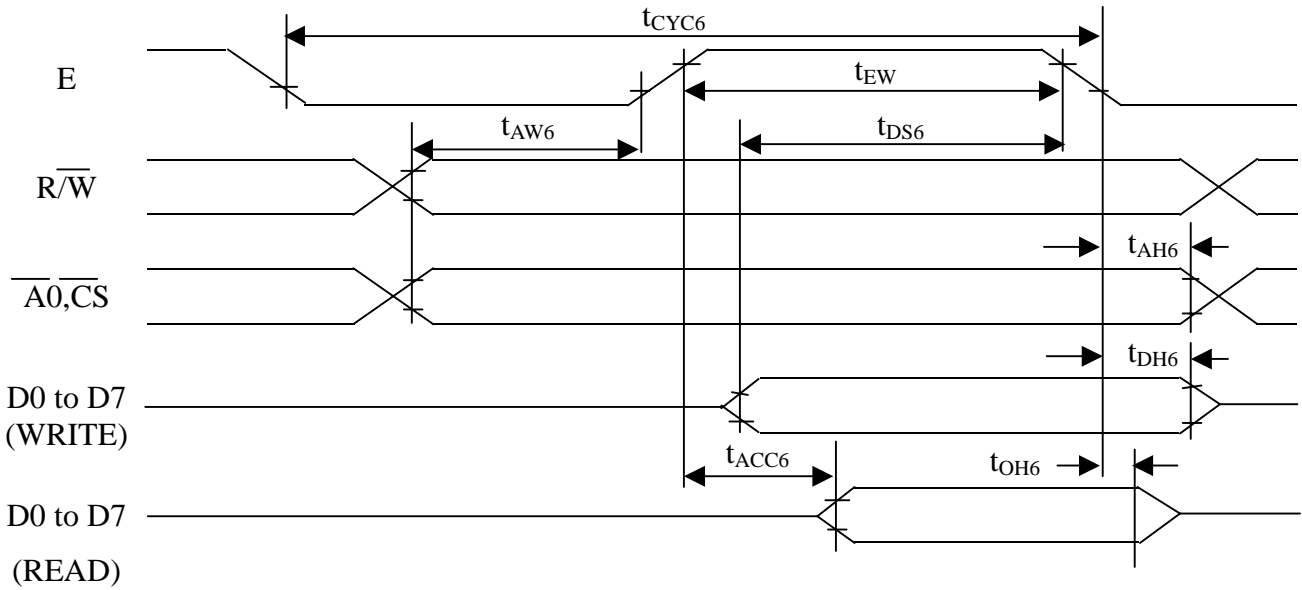 tCYC6
E
tEW
tAW6
tDS6
R/W
tAH6
A0,CS
tDH6
D0 to D7
(WRITE)
tACC6
tOH6
D0 to D7
(READ)